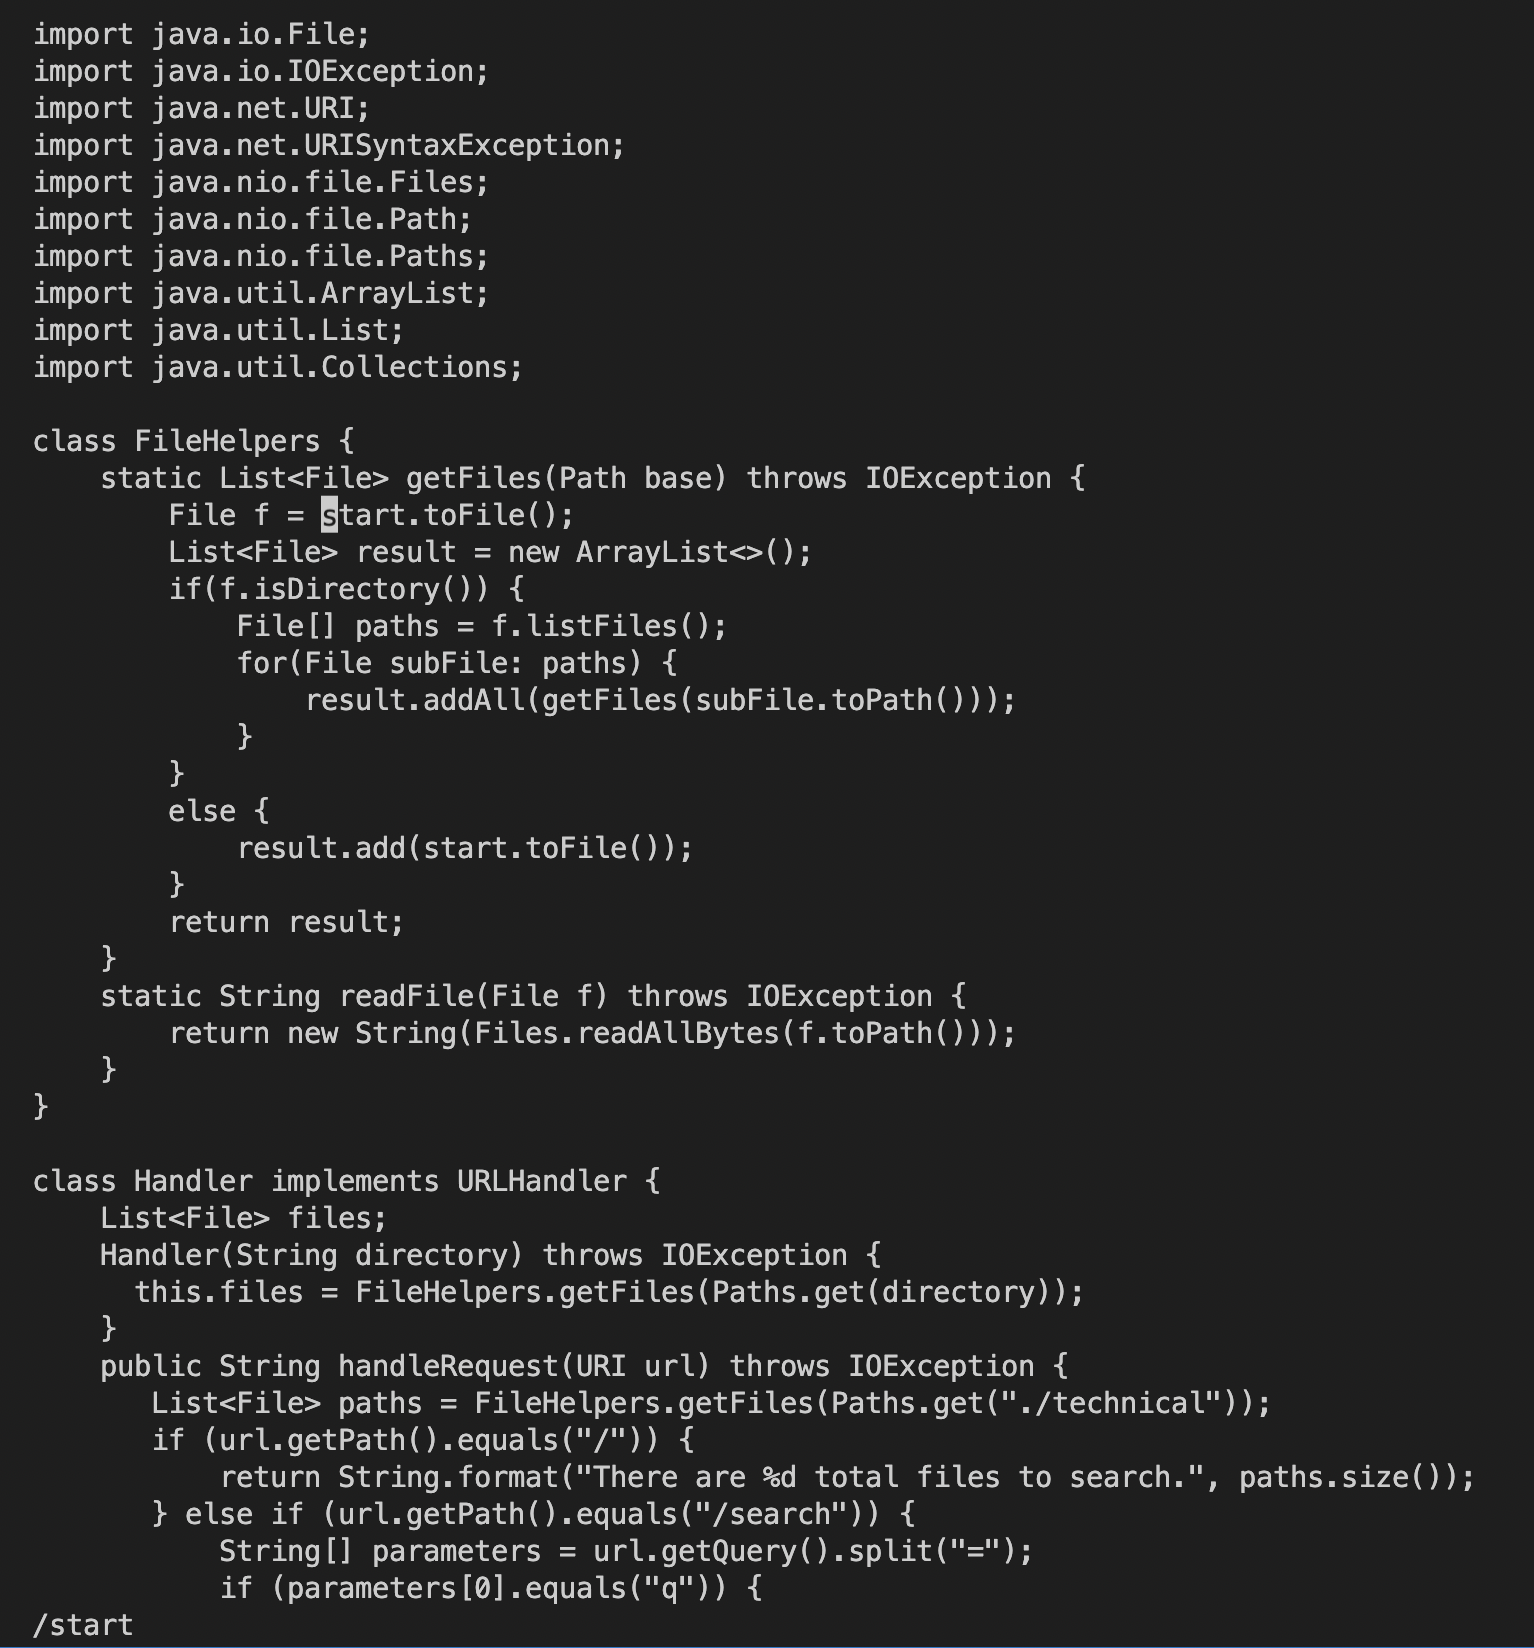 import java.io.File;
import java.io.IOException;
import java.net.URI;
import java.net.URISyntaxException;
import java.nio.file.Files;
import java.nio.file.Path;
import java.nio.file.Paths;
import java.util.ArrayList;
import java.util.List;
import java.util.Collections;

class FileHelpers {
    static List<File> getFiles(Path base) throws IOException {
        File f = start.toFile();
        List<File> result = new ArrayList<>();
        if(f.isDirectory()) {
            File[] paths = f.listFiles();
            for(File subFile: paths) {
                result.addAll(getFiles(subFile.toPath()));
            }
        }
        else {
            result.add(start.toFile());
        }
        return result;
    }
    static String readFile(File f) throws IOException {
        return new String(Files.readAllBytes(f.toPath()));
    }
}

class Handler implements URLHandler {
    List<File> files;
    Handler(String directory) throws IOException {
      this.files = FileHelpers.getFiles(Paths.get(directory));
    }
    public String handleRequest(URI url) throws IOException {
       List<File> paths = FileHelpers.getFiles(Paths.get("./technical"));
       if (url.getPath().equals("/")) {
           return String.format("There are %d total files to search.", paths.size());
       } else if (url.getPath().equals("/search")) {
           String[] parameters = url.getQuery().split("=");
           if (parameters[0].equals("q")) {
/start